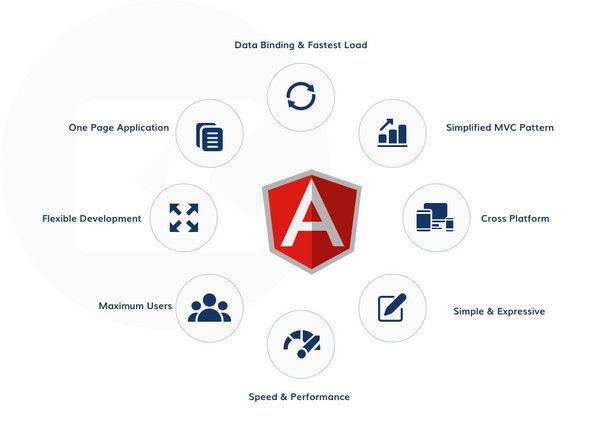 Data Binding & Fastest Load
One Page Application
Simplified MVC Pattern
Flexible Development
Cross Platform
Maximum Users
Simple & Expressive
Speed & Performance
A